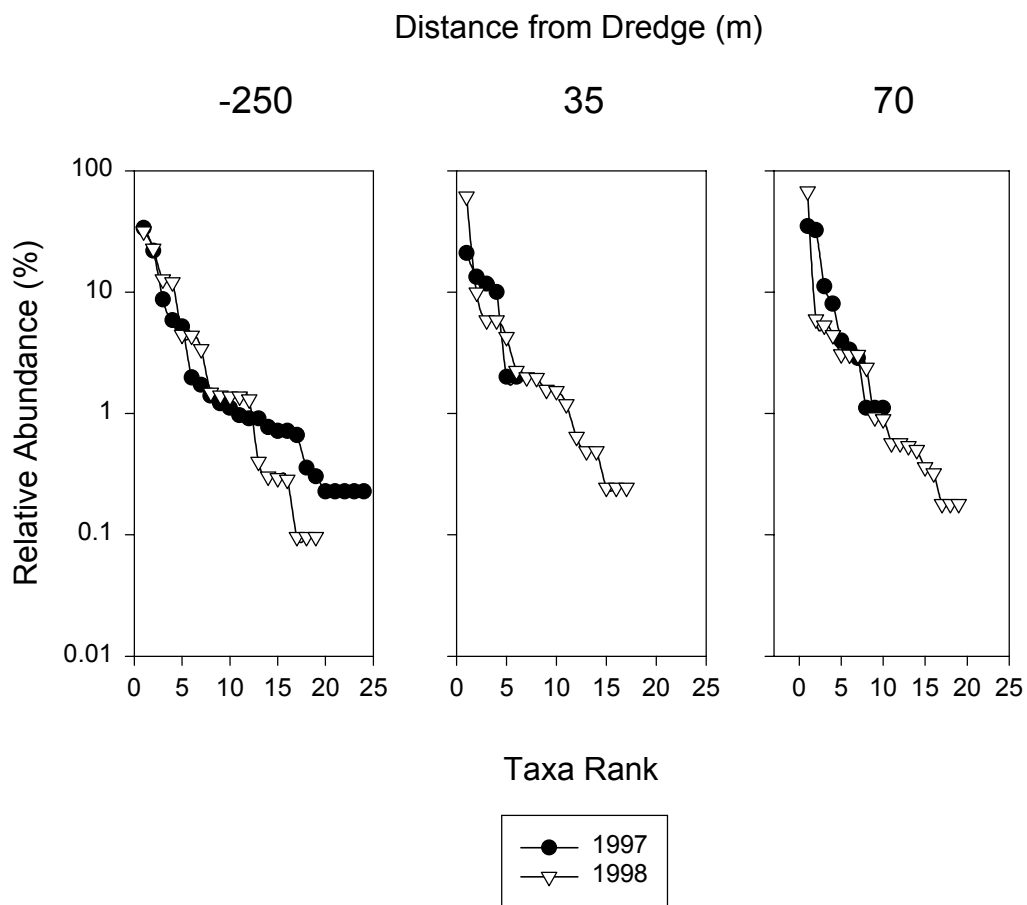 Distance from Dredge (m)
-250 35 70
100
10
1
0.1
0.01
Relative Abundance (%)
0 5 10 15 20 25 0 5 10 15 20 25 0 5 10 15 20 25
Taxa Rank
1997
1998